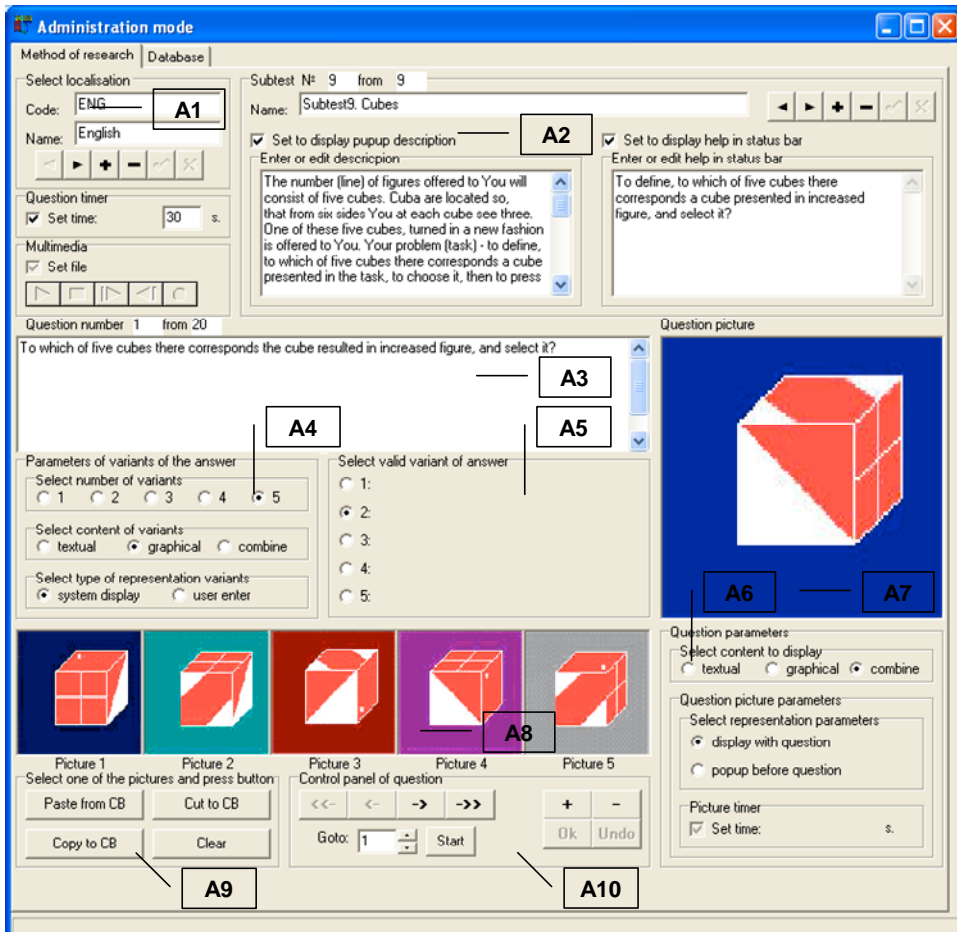 Administration mode
Method of research
Database
Select localisation
Code: ENG
A1
Name: English
Subtest № 9 from 9
Name: Subtest9. Cubes
A2
Set to display pupup description
Set to display help in status bar
Enter or edit descricpion
The number (line) of figures offered to You will
consist of five cubes. Cuba are located so,
that from six sides You at each cube see three.
One of these five cubes, turned in a new fashion
is offered to You. Your problem (task) - to define,
to which of five cubes there corresponds a cube
presented in the task, to choose it, then to press
Enter or edit help in status bar
To define, to which of five cubes there
corresponds a cube presented in increased
figure, and select it?
Question timer
Set time: 30 s.
Multimedia
Set file
Question number 1 from 20
To which of five cubes there corresponds the cube resulted in increased figure, and select it?
A3
A4
A5
Question picture
A6
A7
Parameters of variants of the answer
Select number of variants
1 2 3 4 5
Select content of variants
textual graphical combine
Select type of representation variants
system display user enter
Select valid variant of answer
1:
2:
3:
4:
5:
Question parameters
Select content to display
textual graphical combine
Question picture parameters
Select representation parameters
display with question
popup before question
Picture timer
Set time: s.
A8
Picture 1 Picture 2 Picture 3 Picture 4 Picture 5
Select one of the pictures and press button
Paste from CB Cut to CB
Copy to CB Clear
A9
Control panel of question
<<- <- -> ->>
+ -
Goto: 1 Start
Ok Undo
A10